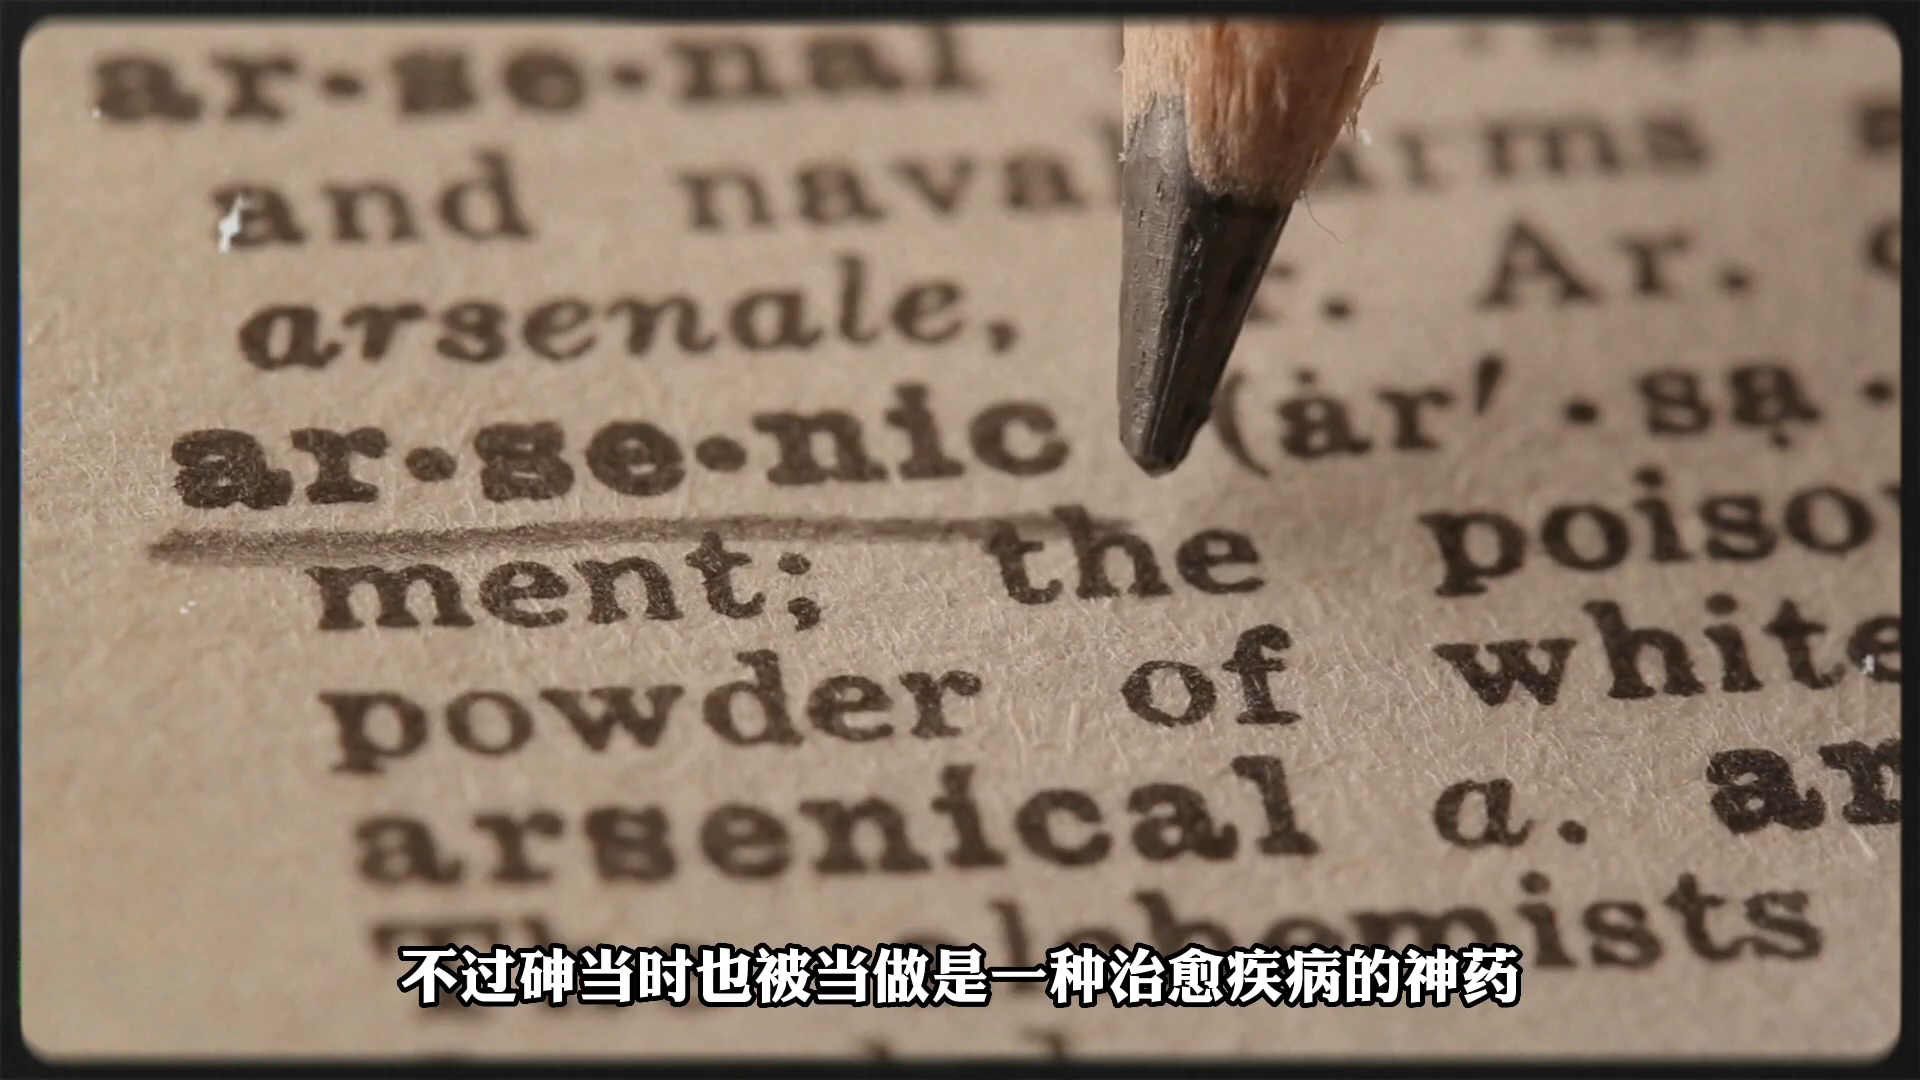 ar·se·nal
and naval arms
arsenale, r. Ar.
ar·se·nic (är′·sạ·
ment; the poiso
powder of white
arsenical a. ar
alchemists
不过砷当时也被当做是一种治愈疾病的神药